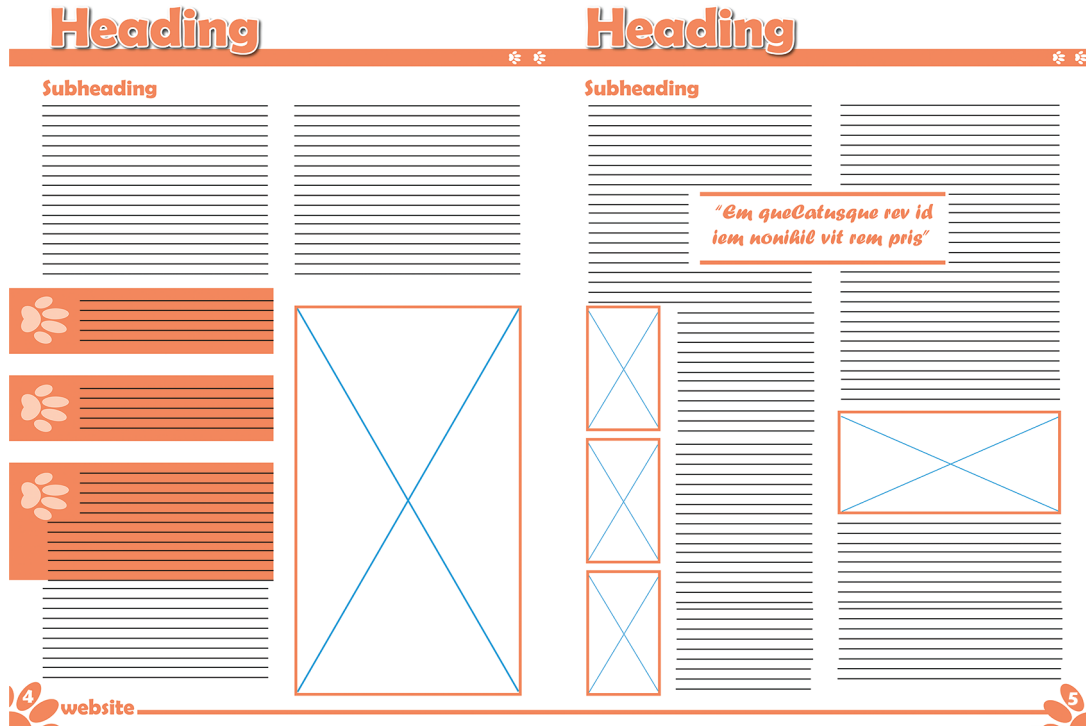 Heading
Subheading
4
website
Heading
Subheading
“Em queCatusque rev id
iem nonihil vit rem pris”
5